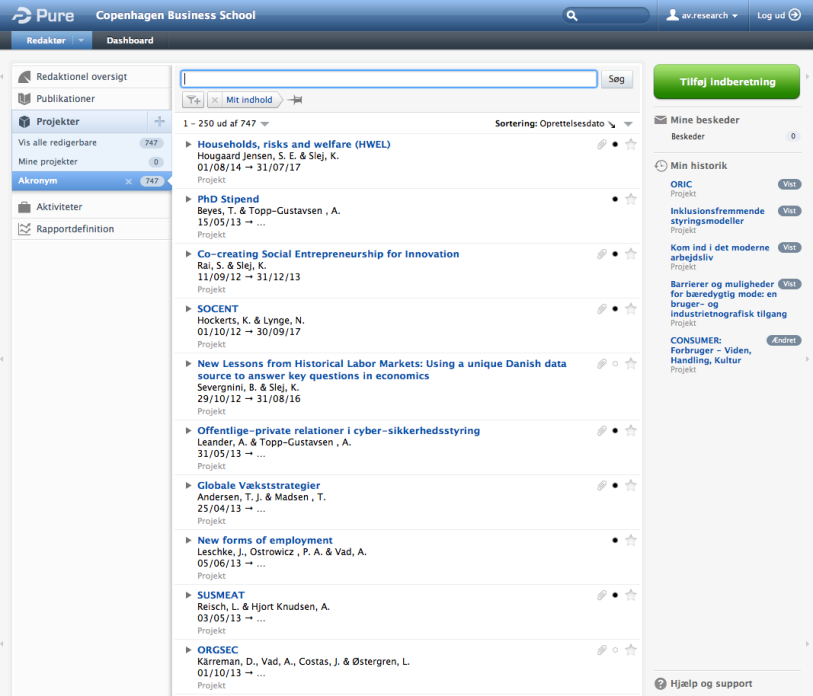 Pure Copenhagen Business School
av.research
Log ud
Redaktør
Dashboard
Redaktionel oversigt
Publikationer
Projekter
Vis alle redigerbare 747
Mine projekter 0
Akronym × 747
Aktiviteter
Rapportdefinition
Søg
Mit indhold
1 – 250 ud af 747
Sortering: Oprettelsesdato
Households, risks and welfare (HWEL)
Hougaard Jensen, S. E. & Slej, K.
01/08/14 → 31/07/17
Projekt
PhD Stipend
Beyes, T. & Topp-Gustavsen , A.
15/05/13 → ...
Projekt
Co-creating Social Entrepreneurship for Innovation
Rai, S. & Slej, K.
11/09/12 → 31/12/13
Projekt
SOCENT
Hockerts, K. & Lynge, N.
01/10/12 → 30/09/17
Projekt
New Lessons from Historical Labor Markets: Using a unique Danish data
source to answer key questions in economics
Severgnini, B. & Slej, K.
29/10/12 → 31/08/16
Projekt
Offentlige-private relationer i cyber-sikkerhedsstyring
Leander, A. & Topp-Gustavsen , A.
31/05/13 → ...
Projekt
Globale Vækststrategier
Andersen, T. J. & Madsen , T.
25/04/13 → ...
Projekt
New forms of employment
Leschke, J., Ostrowicz , P. A. & Vad, A.
05/06/13 → ...
Projekt
SUSMEAT
Reisch, L. & Hjort Knudsen, A.
03/05/13 → ...
Projekt
ORGSEC
Kärreman, D., Vad, A., Costas, J. & Østergren, L.
01/10/13 → ...
Projekt
Tilføj indberetning
Mine beskeder
Beskeder 0
Min historik
ORIC Vist
Projekt
Inklusionsfremmende Vist
styringsmodeller
Projekt
Kom ind i det moderne Vist
arbejdsliv
Projekt
Barrierer og muligheder Vist
for bæredygtig mode: en
bruger- og
industrietnografisk tilgang
Projekt
CONSUMER: Ændret
Forbruger - Viden,
Handling, Kultur
Projekt
Hjælp og support